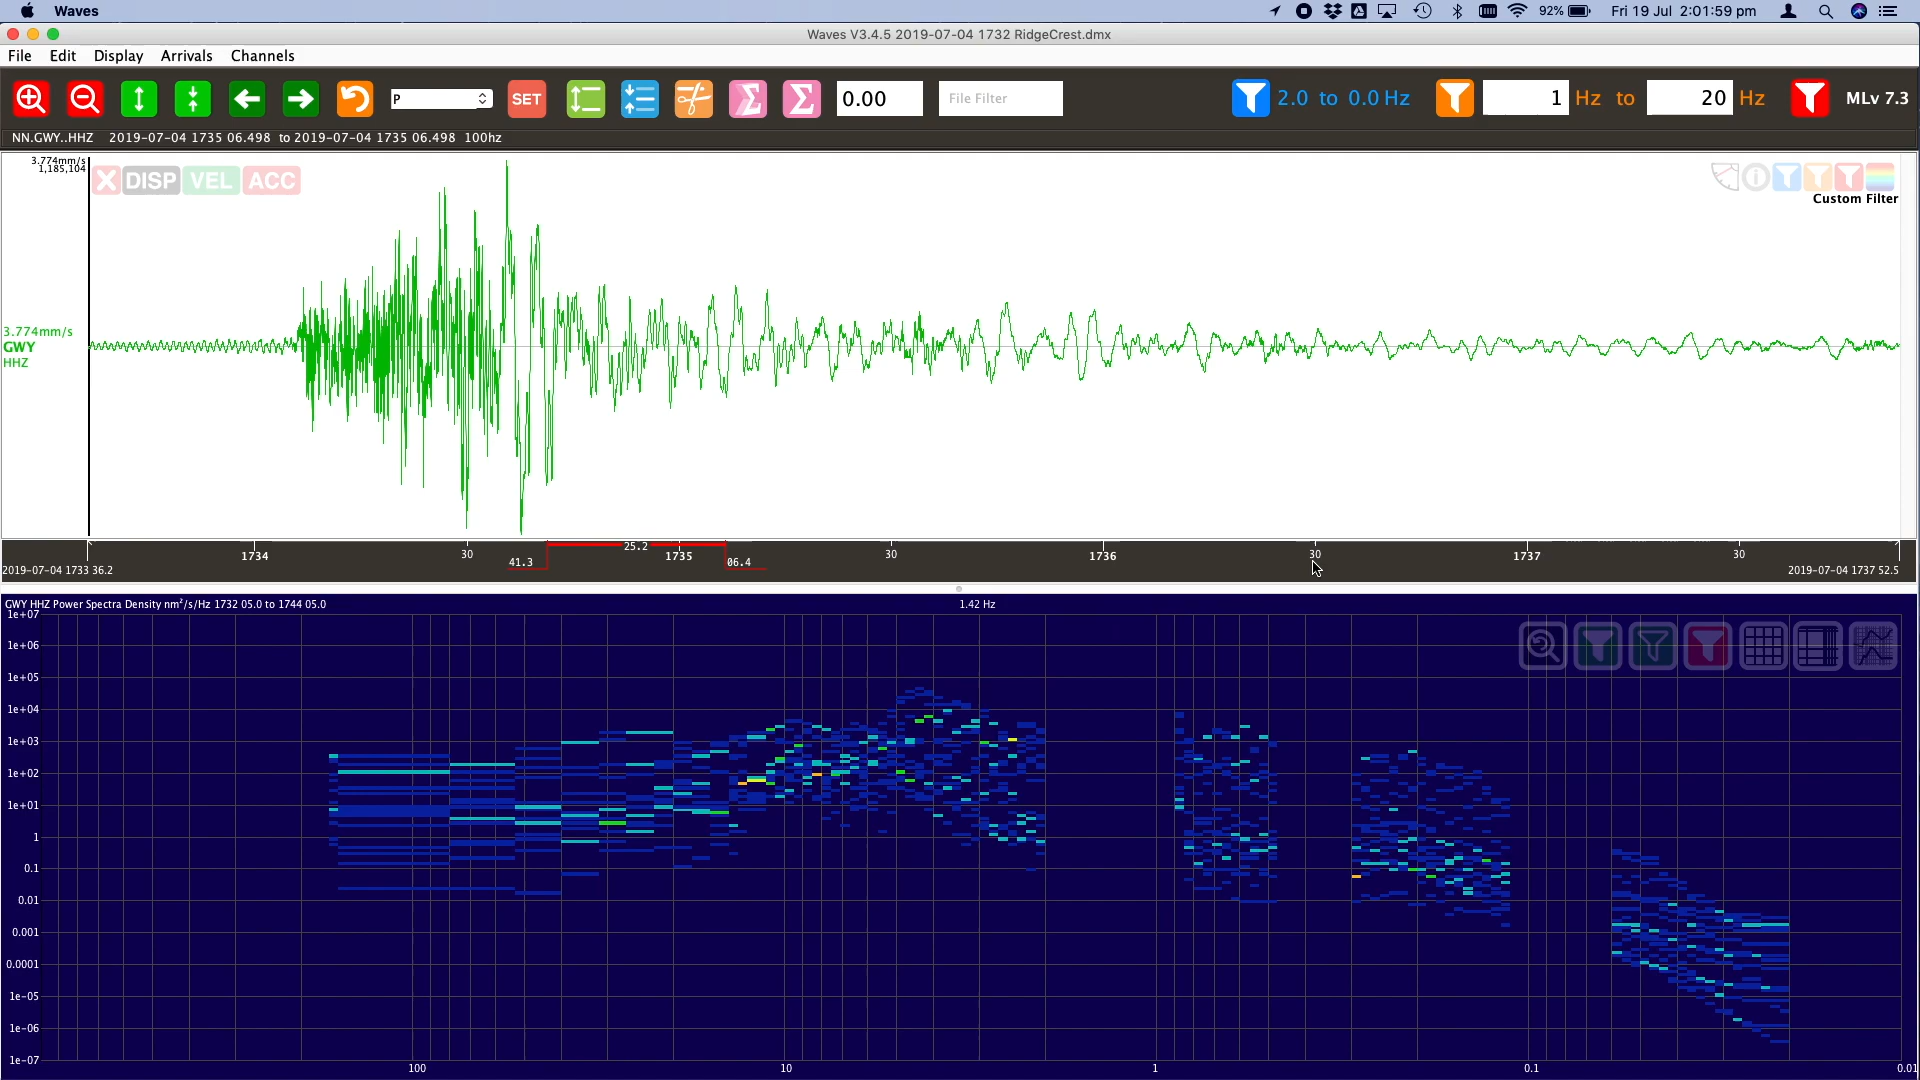 Waves 92% Fri 19 Jul 2:01:59 pm
Waves V3.4.5 2019-07-04 1732 RidgeCrest.dmx
File Edit Display Arrivals Channels
P SET 0.00 File Filter 2.0 to 0.0 Hz 1 Hz to 20 Hz MLv 7.3
NN.GWY..HHZ 2019-07-04 1735 06.498 to 2019-07-04 1735 06.498 100hz
3.774mm/s
1,185,104
DISP VEL ACC
Custom Filter
3.774mm/s
GWY
HHZ
1734 30 25.2 1735 30 1736 30 1737 30
41.3 06.4
2019-07-04 1733 36.2 2019-07-04 1737 52.5
GWY HHZ Power Spectra Density nm²/s/Hz 1732 05.0 to 1744 05.0 1.42 Hz
1e+07
1e+06
1e+05
1e+04
1e+03
1e+02
1e+01
1
0.1
0.01
0.001
0.0001
1e-05
1e-06
1e-07
100 10 1 0.1 0.01